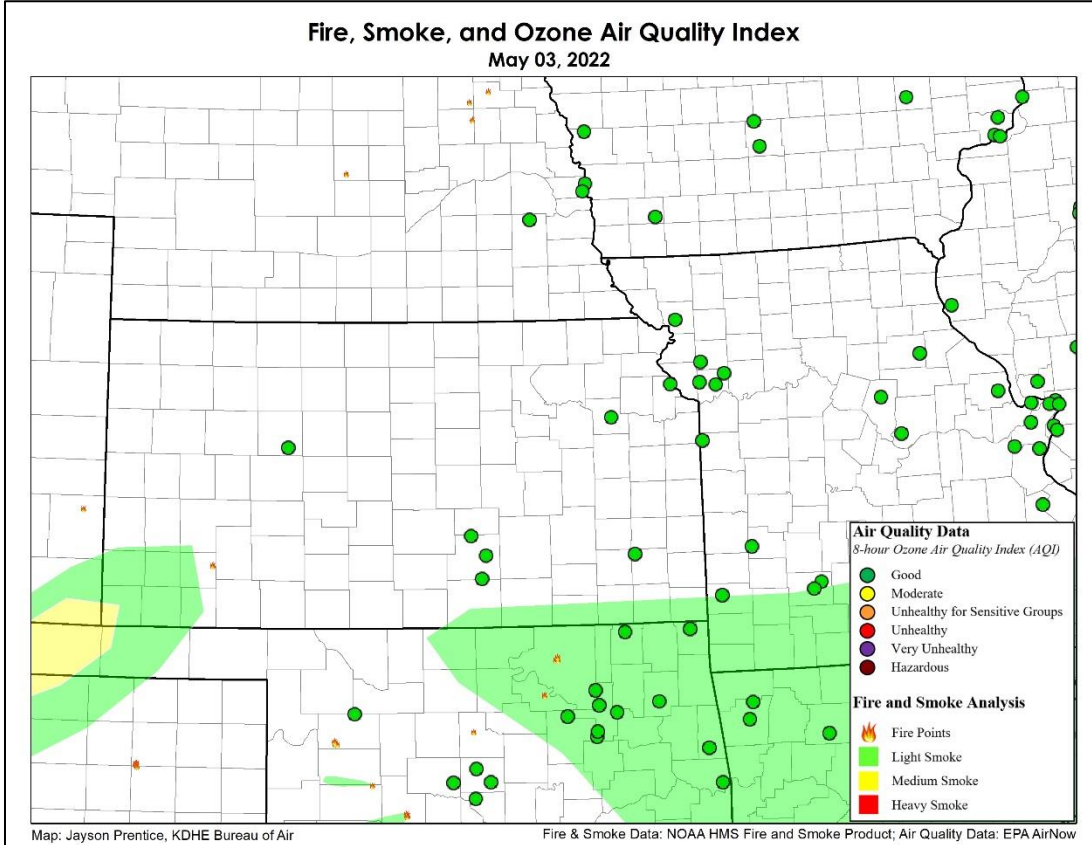 Fire, Smoke, and Ozone Air Quality Index
May 03, 2022
Air Quality Data
8-hour Ozone Air Quality Index (AQI)
Good
Moderate
Unhealthy for Sensitive Groups
Unhealthy
Very Unhealthy
Hazardous
Fire and Smoke Analysis
Fire Points
Light Smoke
Medium Smoke
Heavy Smoke
Map: Jayson Prentice, KDHE Bureau of Air
Fire & Smoke Data: NOAA HMS Fire and Smoke Product; Air Quality Data: EPA AirNow